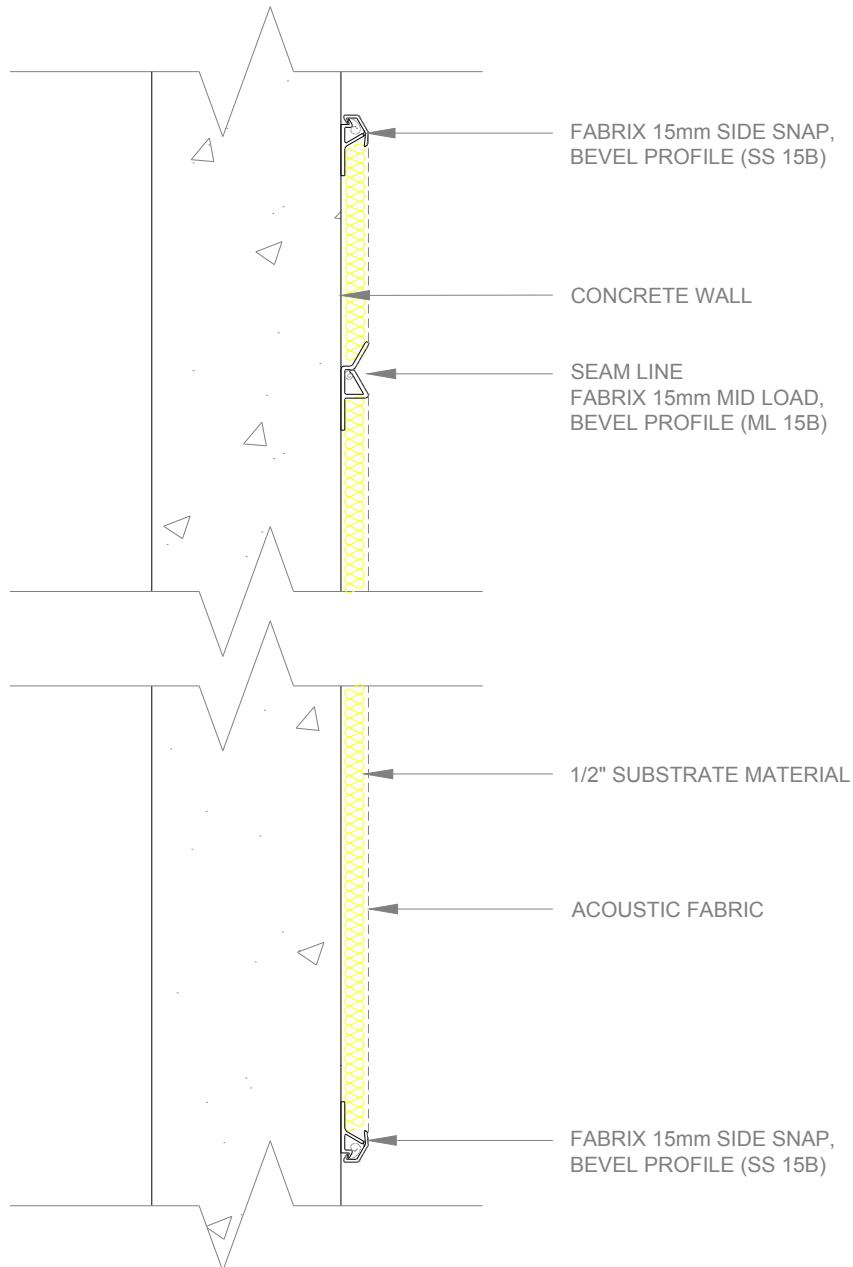 FABRIX 15mm SIDE SNAP,
BEVEL PROFILE (SS 15B)
CONCRETE WALL
SEAM LINE
FABRIX 15mm MID LOAD,
BEVEL PROFILE (ML 15B)
1/2" SUBSTRATE MATERIAL
ACOUSTIC FABRIC
FABRIX 15mm SIDE SNAP,
BEVEL PROFILE (SS 15B)